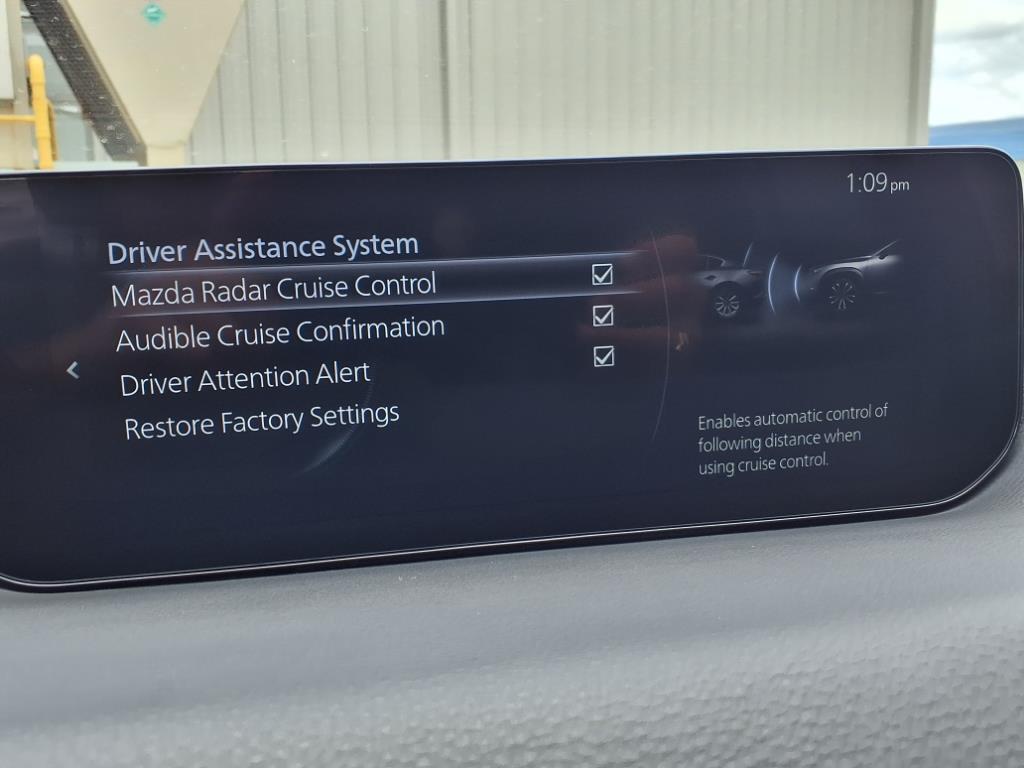 1:09pm
Driver Assistance System
Mazda Radar Cruise Control
Audible Cruise Confirmation
Driver Attention Alert
Restore Factory Settings
Enables automatic control of
following distance when
using cruise control.